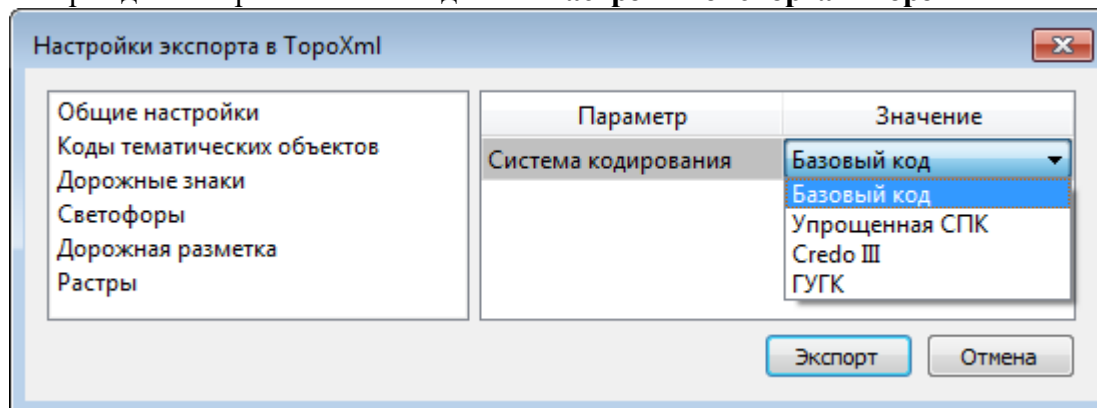 Настройки экспорта в TopoXml
Общие настройки
Коды тематических объектов
Дорожные знаки
Светофоры
Дорожная разметка
Растры
Параметр Значение
Система кодирования Базовый код
Базовый код
Упрощенная СПК
Credo III
ГУГК
Экспорт Отмена